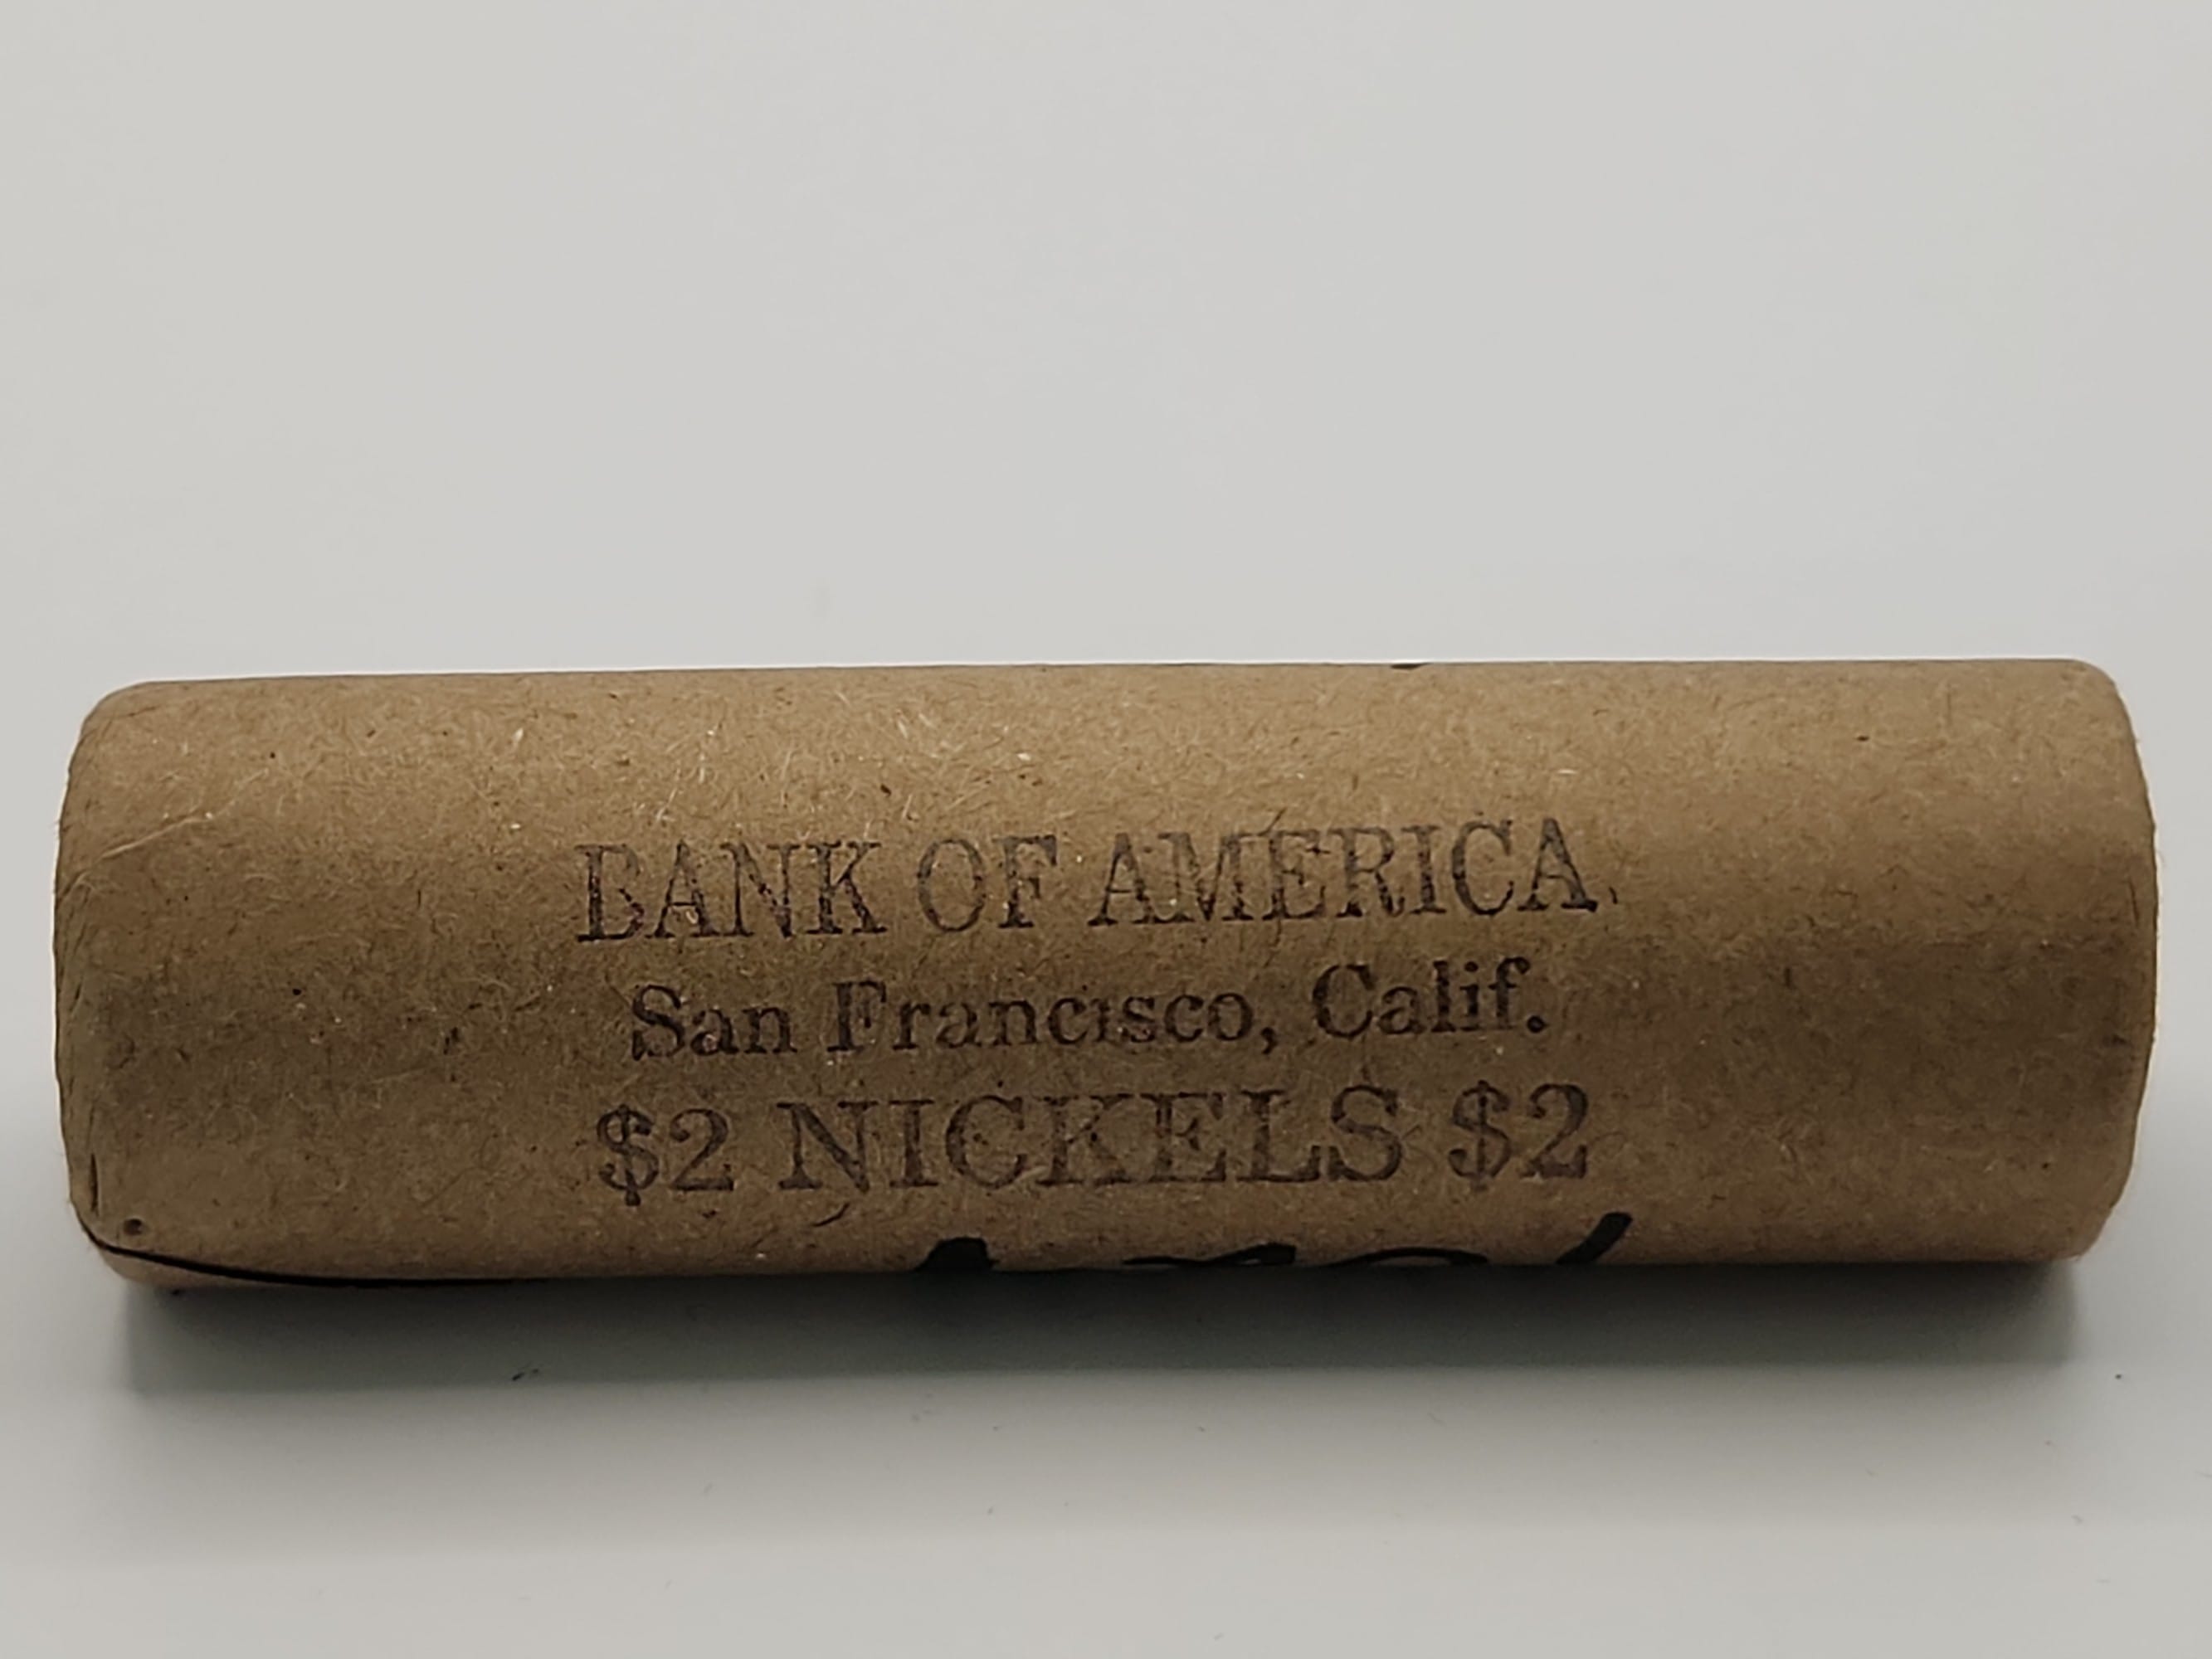 BANK OF AMERICA
San Francisco, Calif.
$2 NICKELS $2